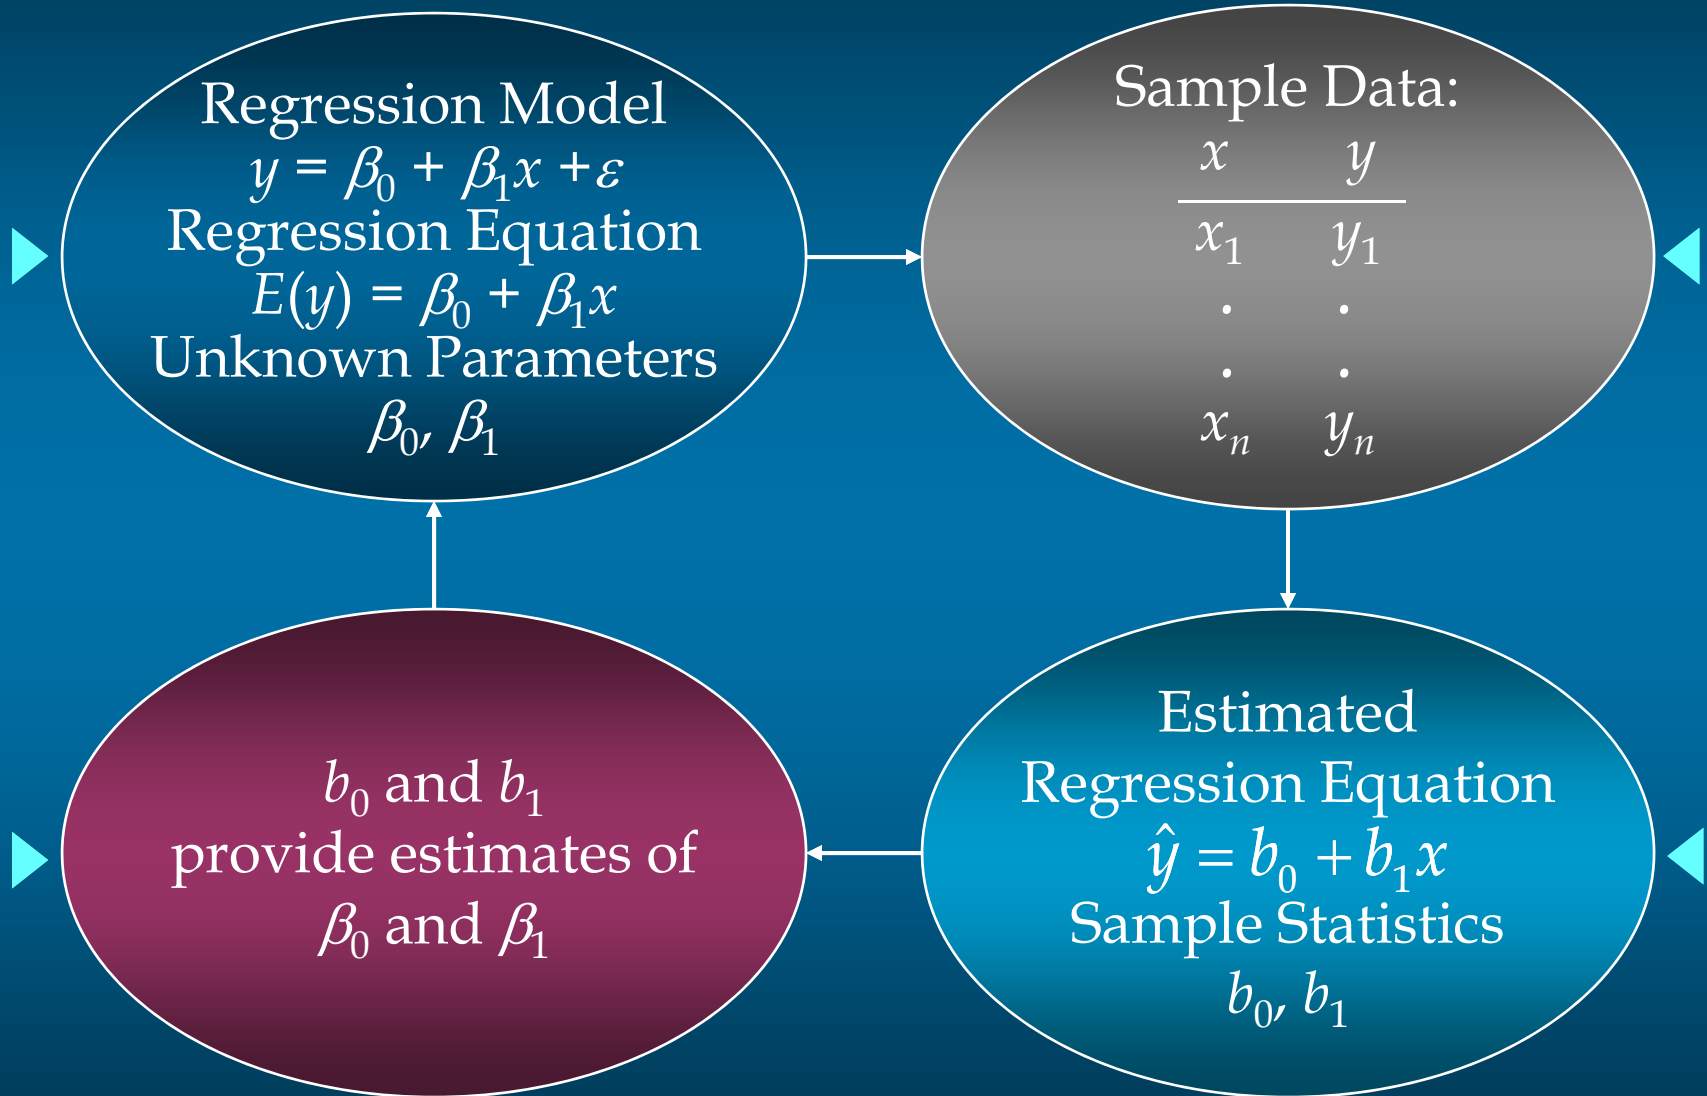 Regression Model
y = β₀ + β₁x + ε
Regression Equation
E(y) = β₀ + β₁x
Unknown Parameters
β₀, β₁
Sample Data:
x y
x₁ y₁
. .
. .
xₙ yₙ
Estimated
Regression Equation
ŷ = b₀ + b₁x
Sample Statistics
b₀, b₁
b₀ and b₁
provide estimates of
β₀ and β₁